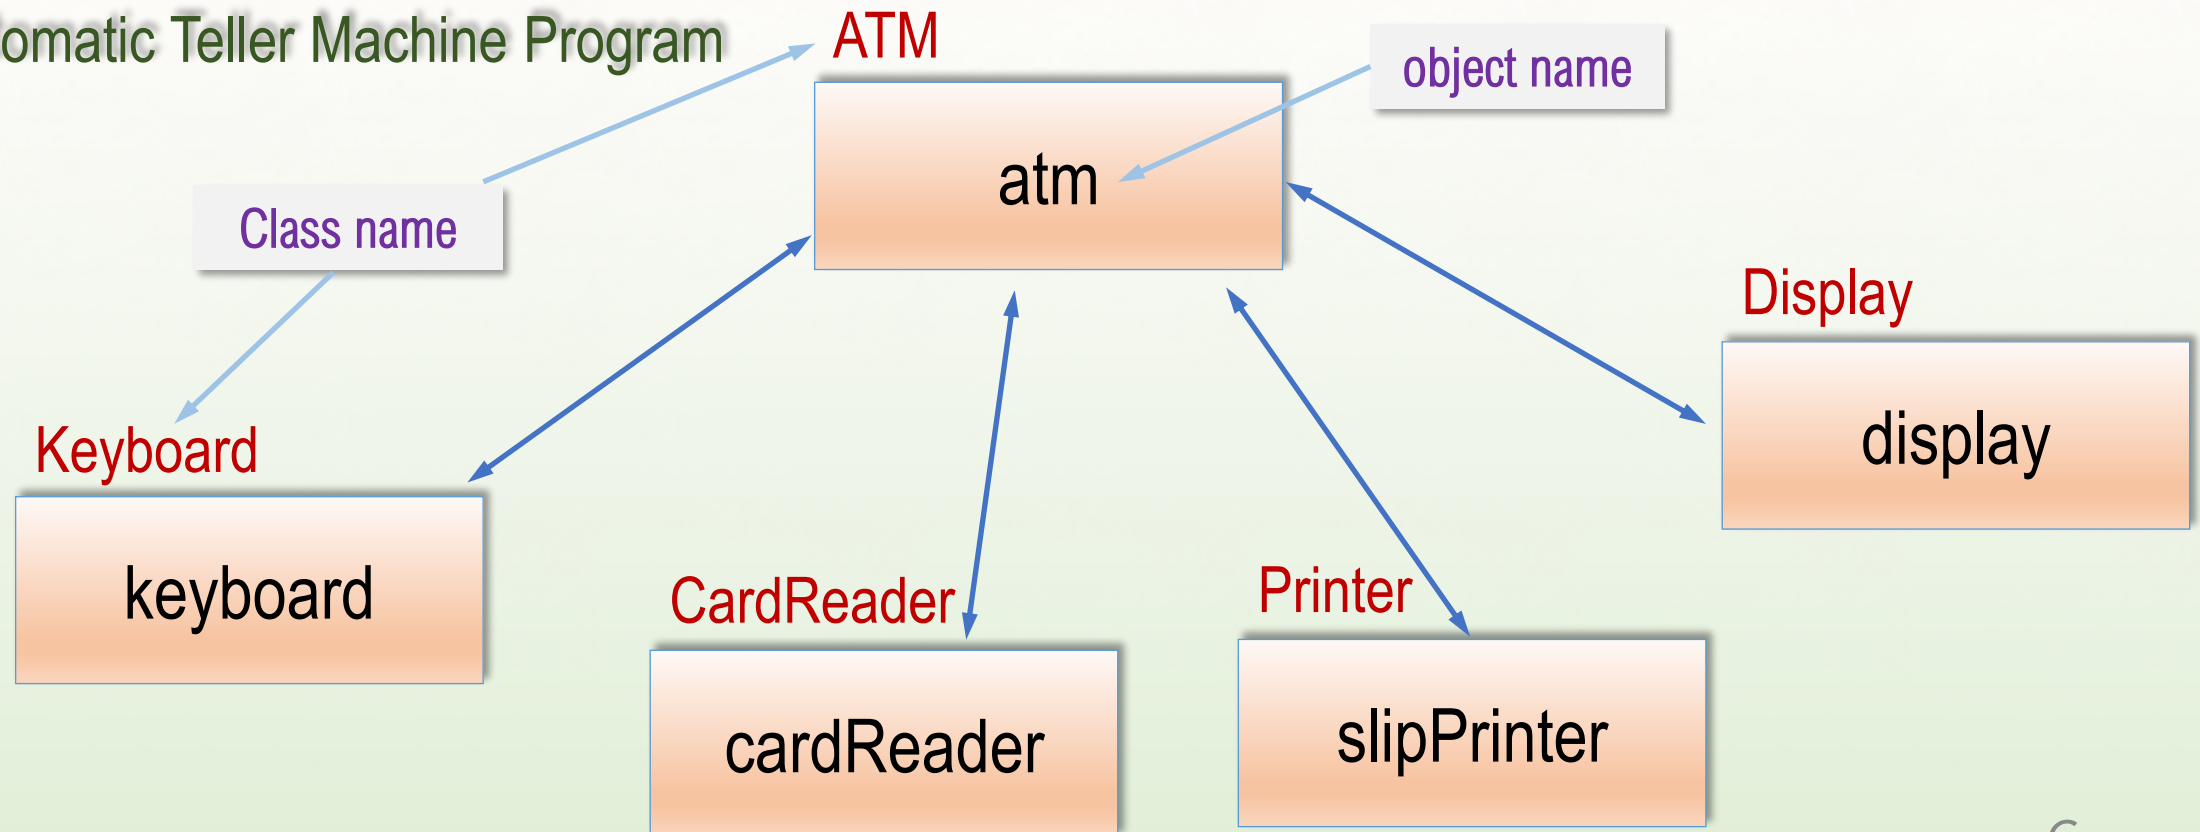 omatic Teller Machine Program
ATM
object name
atm
Class name
Display
display
Keyboard
keyboard
CardReader
cardReader
Printer
slipPrinter